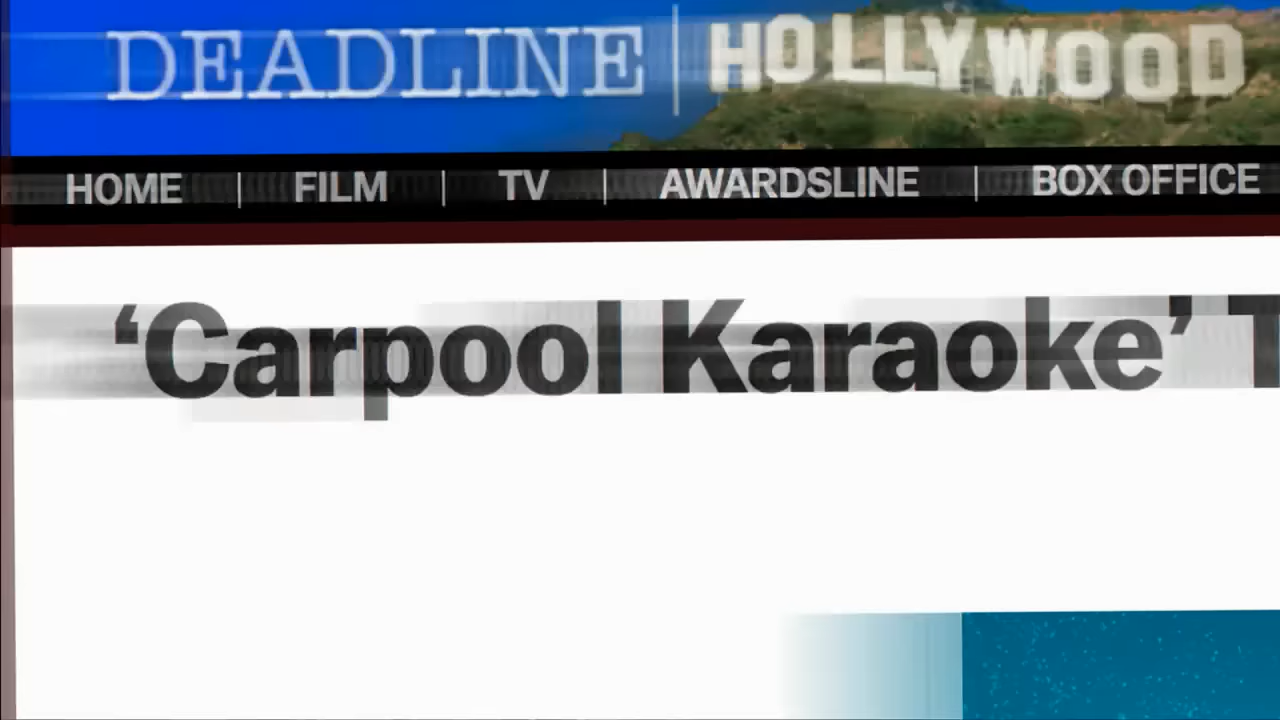 DEADLINE | HOLLYWOOD
HOME | FILM | TV | AWARDSLINE | BOX OFFICE
‘Carpool Karaoke’ T